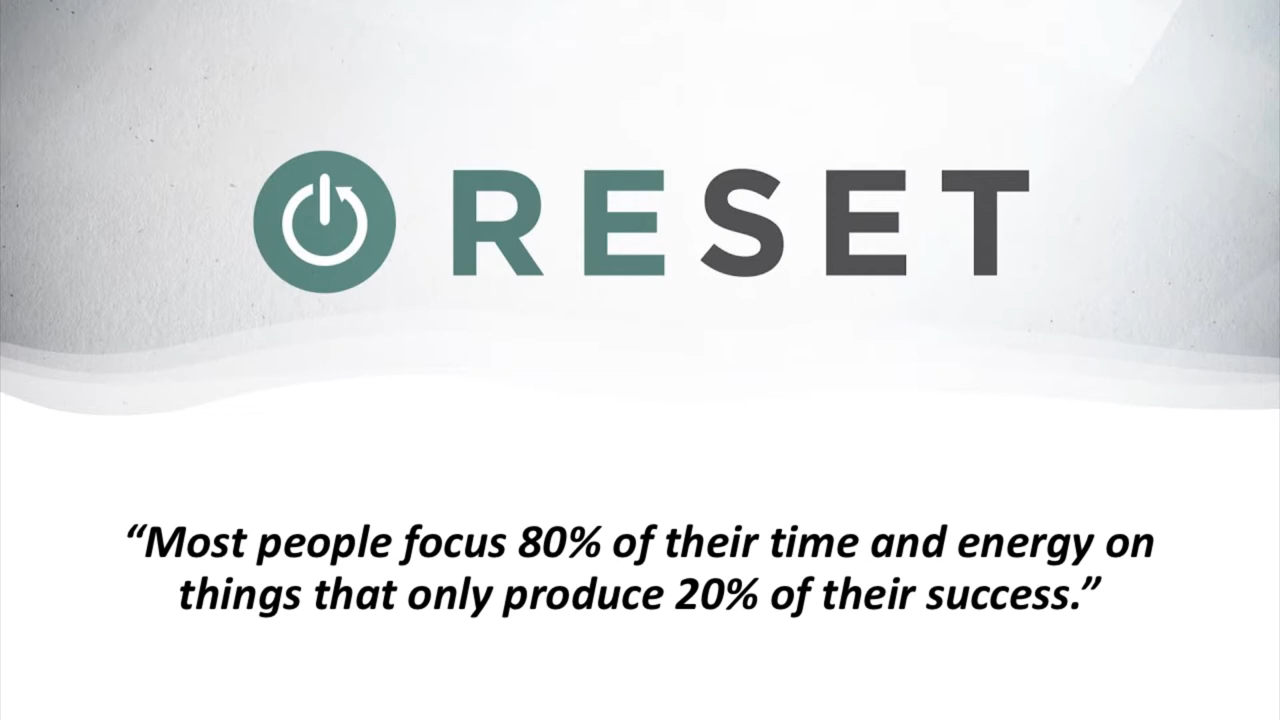 RESET
“Most people focus 80% of their time and energy on
things that only produce 20% of their success.”